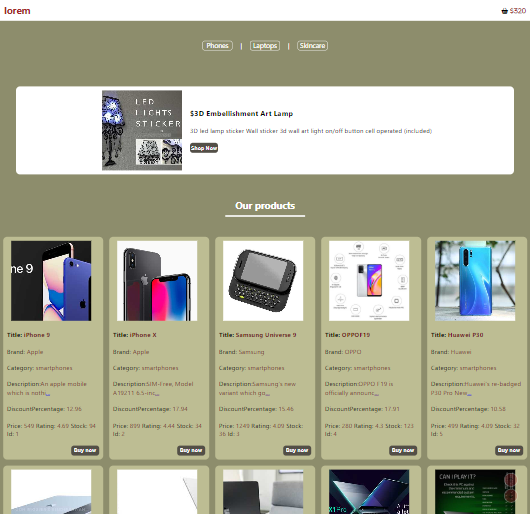 lorem
$320
Phones | Laptops | Skincare
LED
LIGHTS
STICKER
$3D Embellishment Art Lamp
3D led lamp sticker Wall sticker 3d wall art light on/off button cell operated (included)
Shop Now
Our products
ne 9
Title: iPhone 9
Brand: Apple
Category: smartphones
Description:An apple mobile
which is nothi...
DiscountPercentage: 12.96
Price: 549 Rating: 4.69 Stock: 94
Id: 1
Buy now
Title: iPhone X
Brand: Apple
Category: smartphones
Description:SIM-Free, Model
A19211 6.5-inc...
DiscountPercentage: 17.94
Price: 899 Rating: 4.44 Stock: 34
Id: 2
Buy now
Title: Samsung Universe 9
Brand: Samsung
Category: smartphones
Description:Samsung's new
variant which go...
DiscountPercentage: 15.46
Price: 1249 Rating: 4.09 Stock:
36 Id: 3
Buy now
Title: OPPOF19
Brand: OPPO
Category: smartphones
Description:OPPO F19 is
officially announc...
DiscountPercentage: 17.91
Price: 280 Rating: 4.3 Stock: 123
Id: 4
Buy now
Title: Huawei P30
Brand: Huawei
Category: smartphones
Description:Huawei's re-badged
P30 Pro New...
DiscountPercentage: 10.58
Price: 499 Rating: 4.09 Stock: 32
Id: 5
Buy now
X1Pro
CAN I PLAY IT?